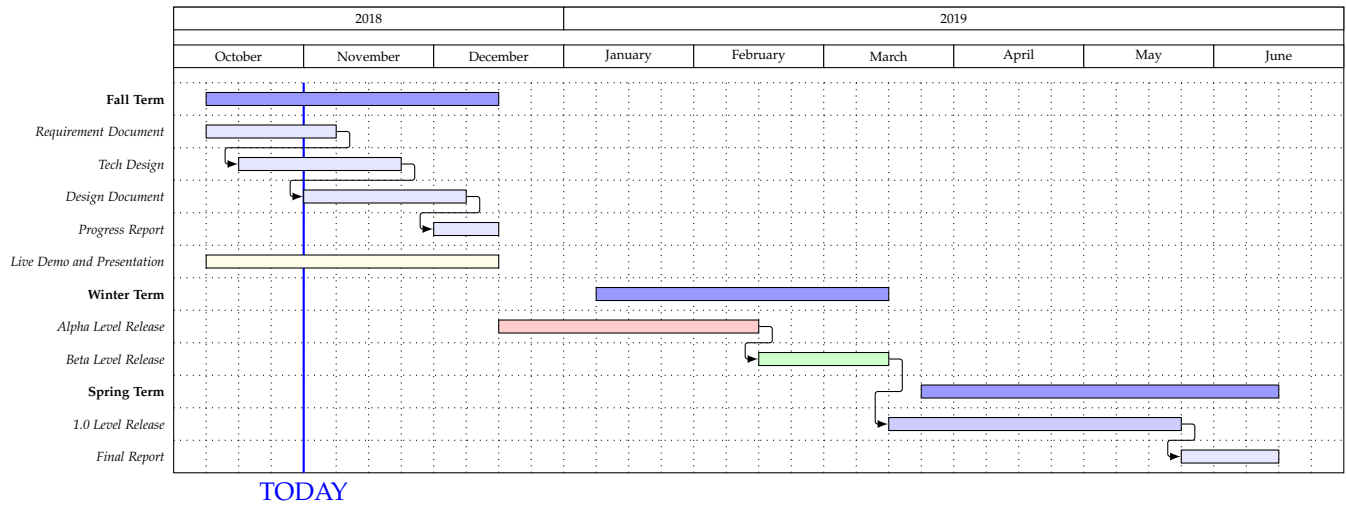 2018 2019
October November December January February March April May June
Fall Term
Requirement Document
Tech Design
Design Document
Progress Report
Live Demo and Presentation
Winter Term
Alpha Level Release
Beta Level Release
Spring Term
1.0 Level Release
Final Report
TODAY